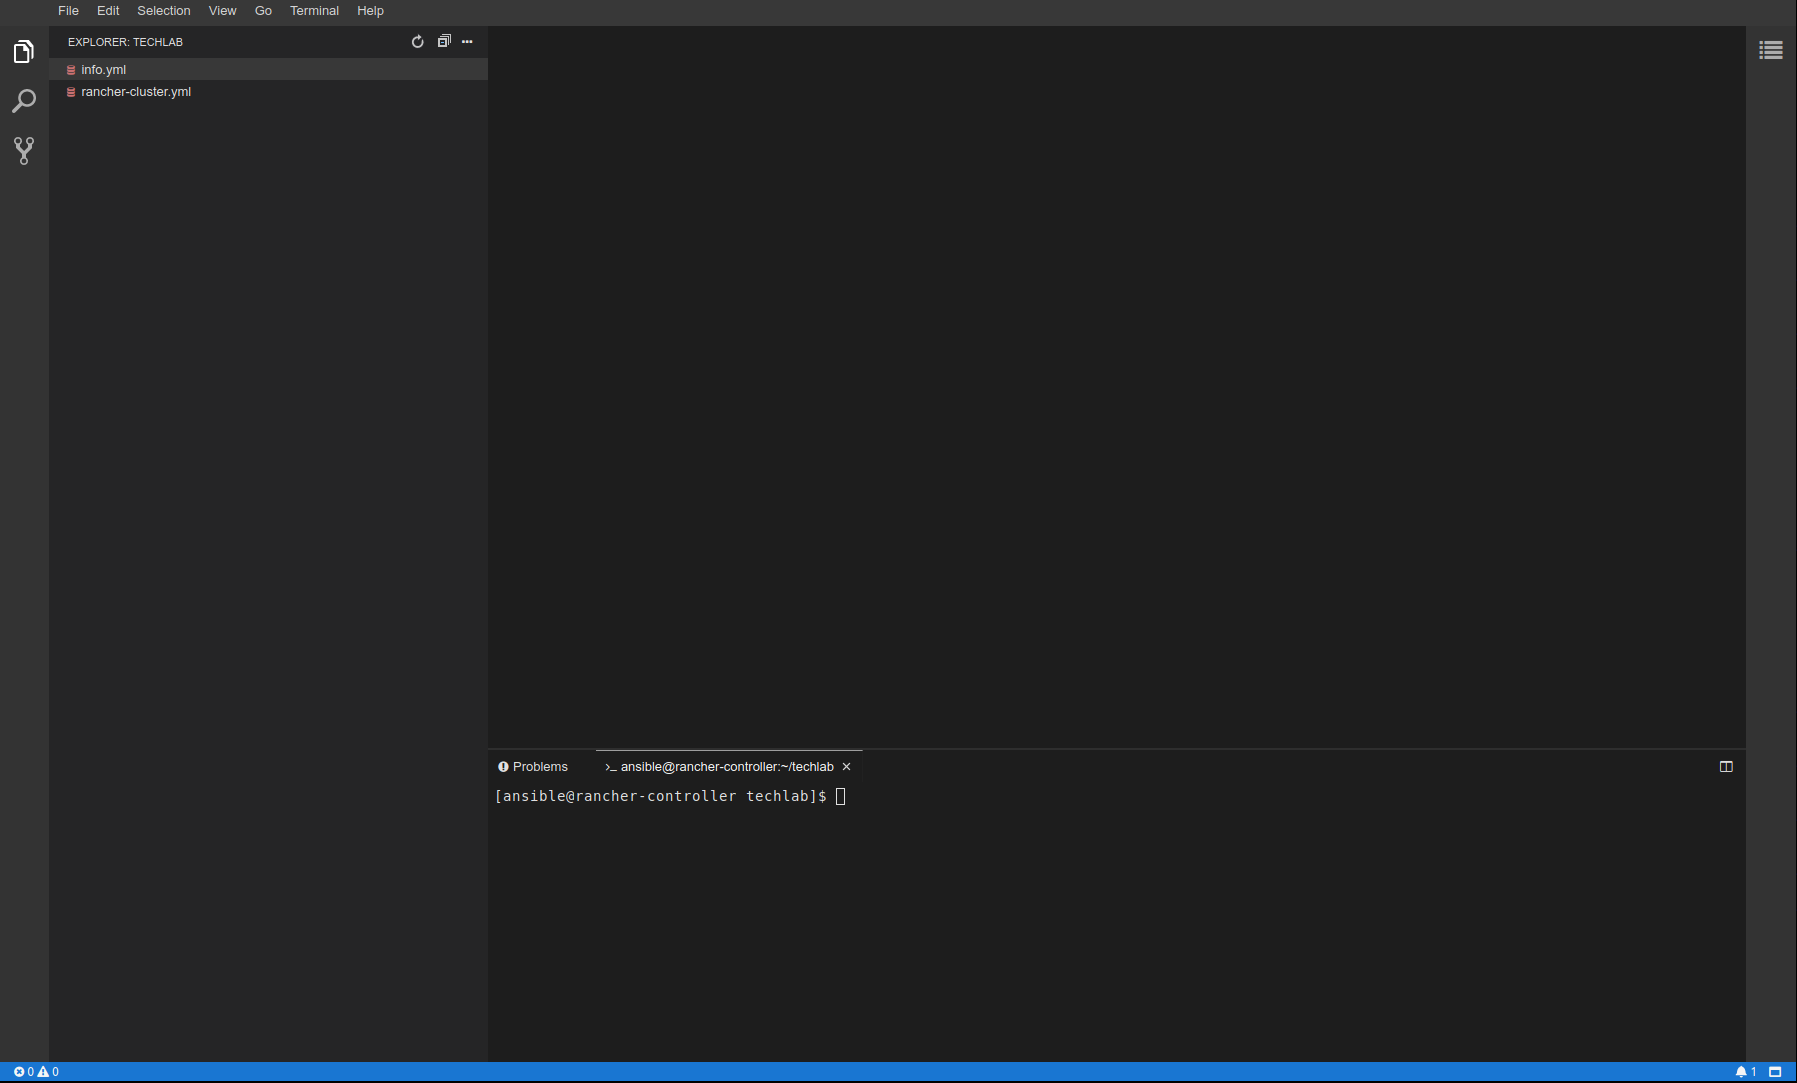 File Edit Selection View Go Terminal Help
EXPLORER: TECHLAB
info.yml
rancher-cluster.yml
Problems >_ ansible@rancher-controller:~/techlab
[ansible@rancher-controller techlab]$
0 0 1